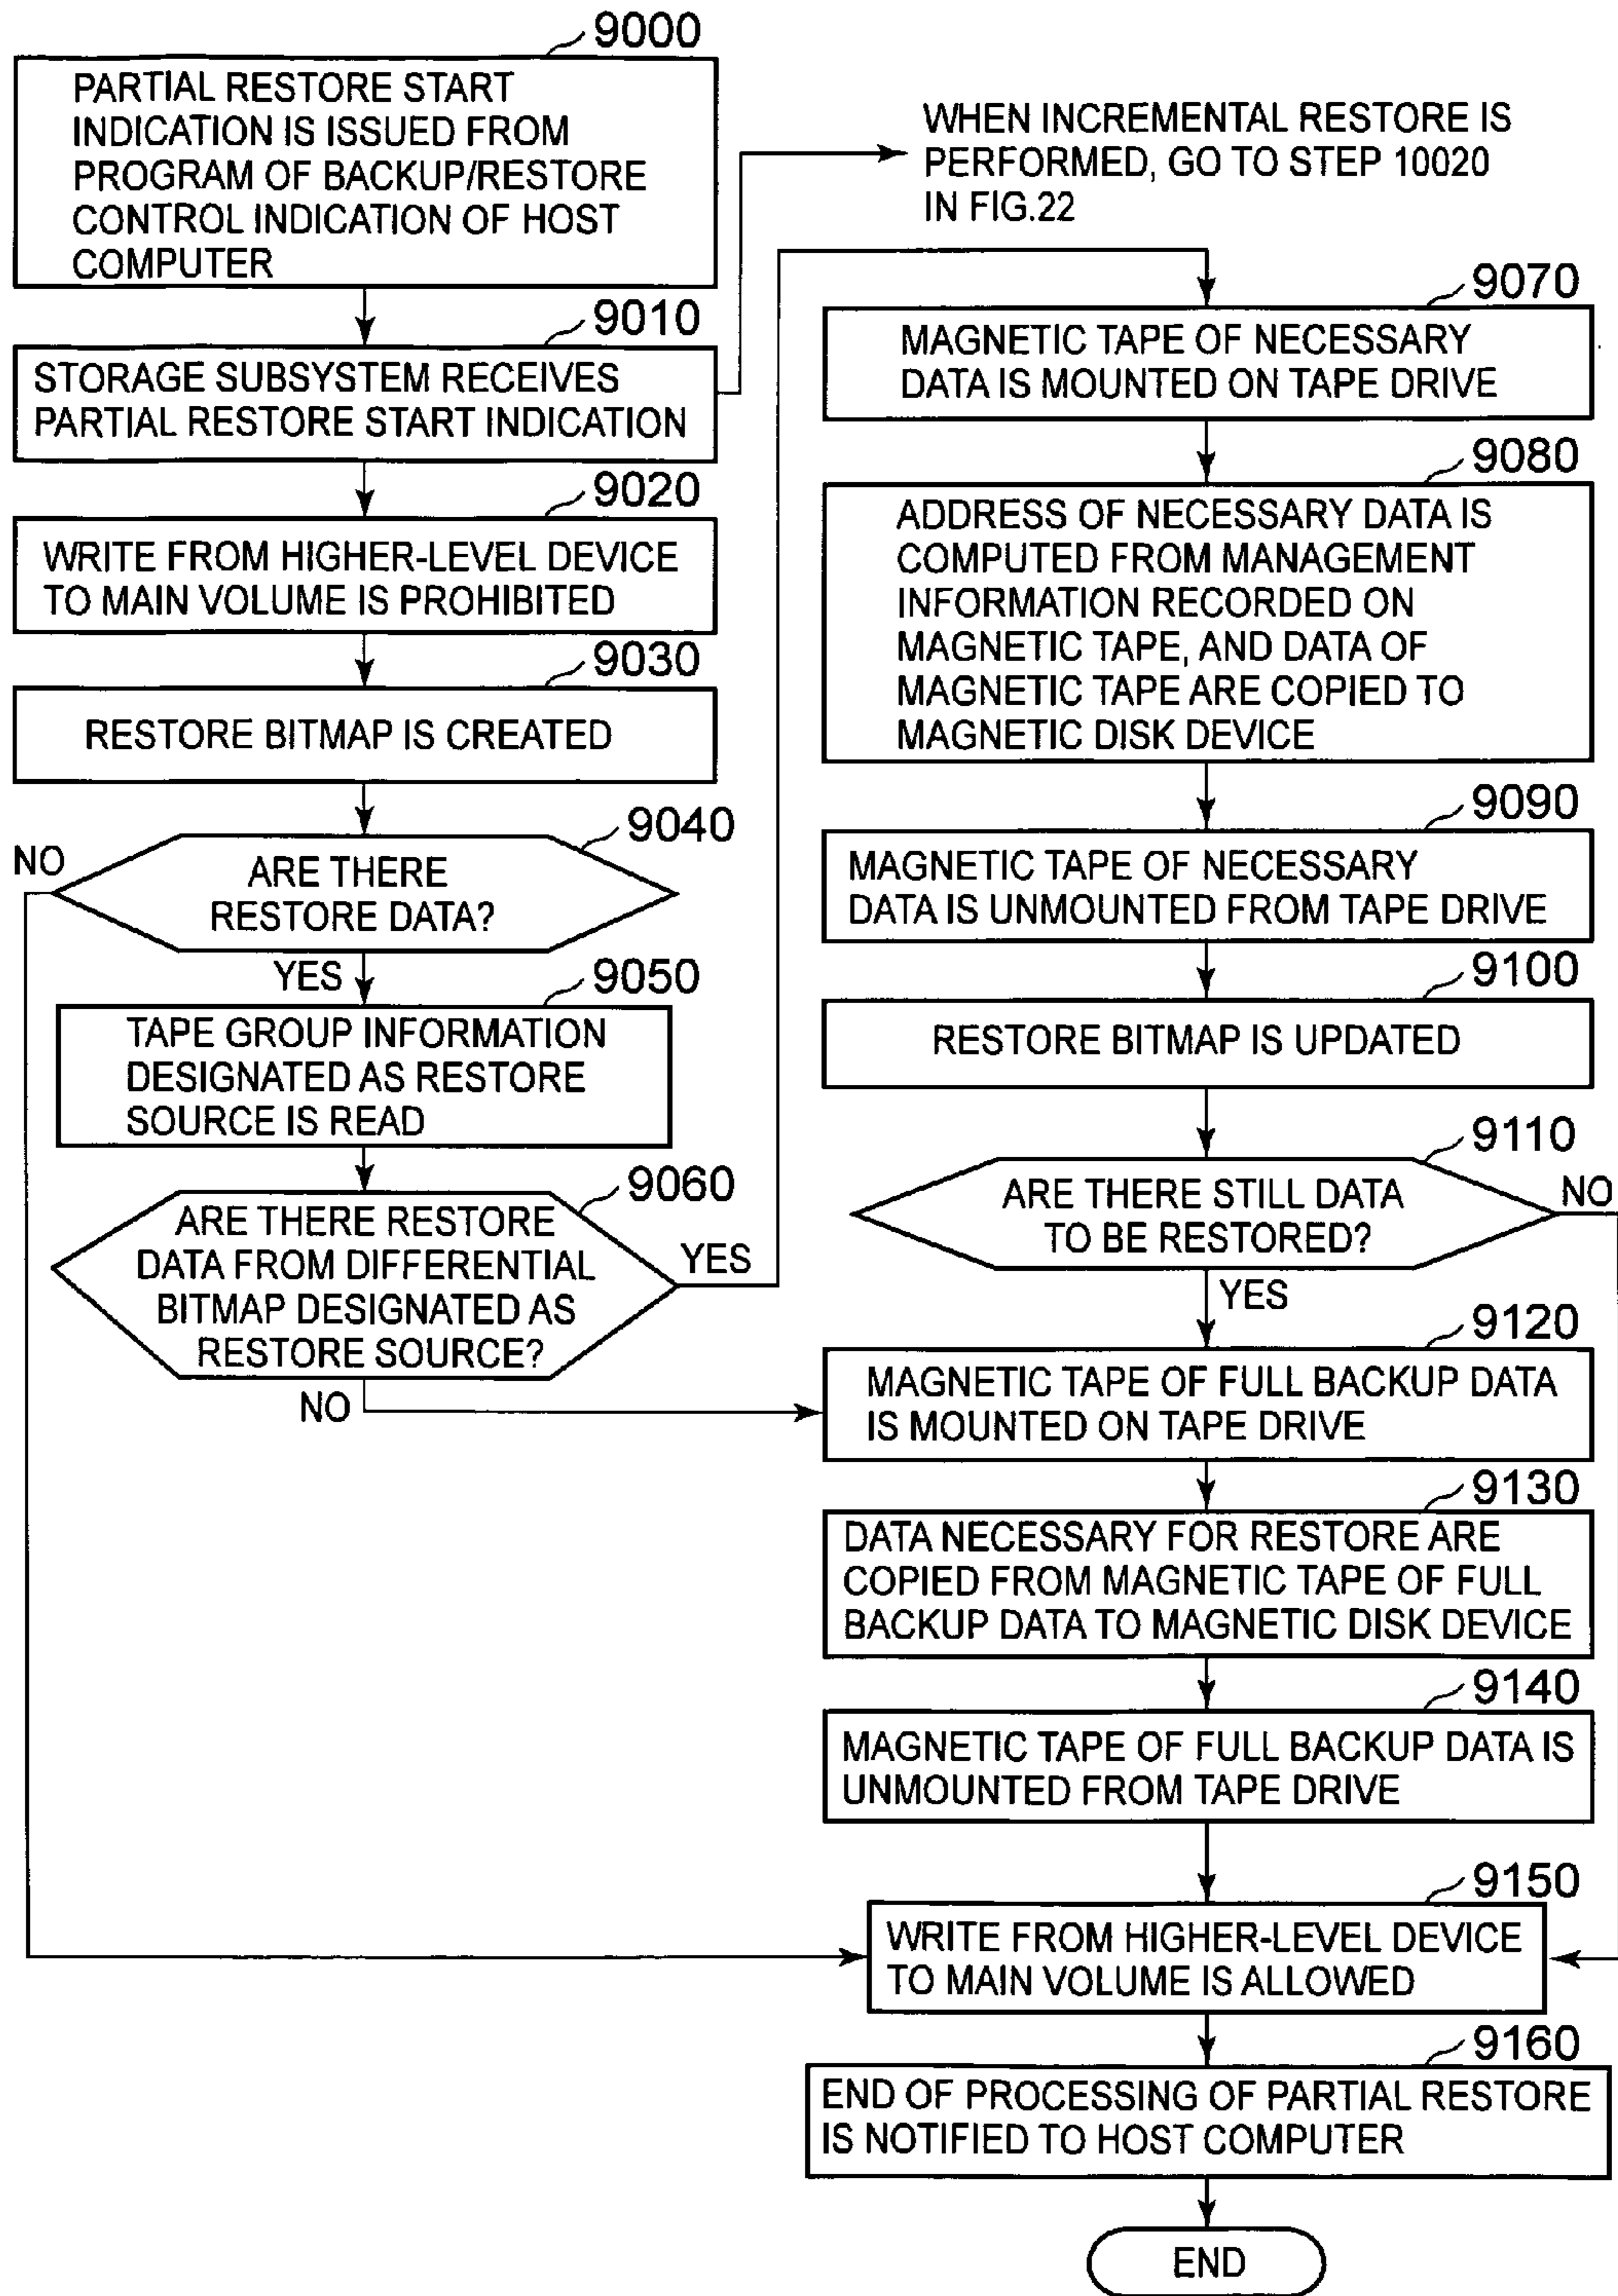 9000
PARTIAL RESTORE START
INDICATION IS ISSUED FROM
PROGRAM OF BACKUP/RESTORE
CONTROL INDICATION OF HOST
COMPUTER
9010
STORAGE SUBSYSTEM RECEIVES
PARTIAL RESTORE START INDICATION
WHEN INCREMENTAL RESTORE IS
PERFORMED, GO TO STEP 10020
IN FIG.22
9020
WRITE FROM HIGHER-LEVEL DEVICE
TO MAIN VOLUME IS PROHIBITED
9030
RESTORE BITMAP IS CREATED
9040
NO
ARE THERE
RESTORE DATA?
YES
9050
TAPE GROUP INFORMATION
DESIGNATED AS RESTORE
SOURCE IS READ
9060
ARE THERE RESTORE
DATA FROM DIFFERENTIAL
BITMAP DESIGNATED AS
RESTORE SOURCE?
YES
NO
9070
MAGNETIC TAPE OF NECESSARY
DATA IS MOUNTED ON TAPE DRIVE
9080
ADDRESS OF NECESSARY DATA IS
COMPUTED FROM MANAGEMENT
INFORMATION RECORDED ON
MAGNETIC TAPE, AND DATA OF
MAGNETIC TAPE ARE COPIED TO
MAGNETIC DISK DEVICE
9090
MAGNETIC TAPE OF NECESSARY
DATA IS UNMOUNTED FROM TAPE DRIVE
9100
RESTORE BITMAP IS UPDATED
9110
ARE THERE STILL DATA
TO BE RESTORED?
NO
YES
9120
MAGNETIC TAPE OF FULL BACKUP DATA
IS MOUNTED ON TAPE DRIVE
9130
DATA NECESSARY FOR RESTORE ARE
COPIED FROM MAGNETIC TAPE OF FULL
BACKUP DATA TO MAGNETIC DISK DEVICE
9140
MAGNETIC TAPE OF FULL BACKUP DATA IS
UNMOUNTED FROM TAPE DRIVE
9150
WRITE FROM HIGHER-LEVEL DEVICE
TO MAIN VOLUME IS ALLOWED
9160
END OF PROCESSING OF PARTIAL RESTORE
IS NOTIFIED TO HOST COMPUTER
END